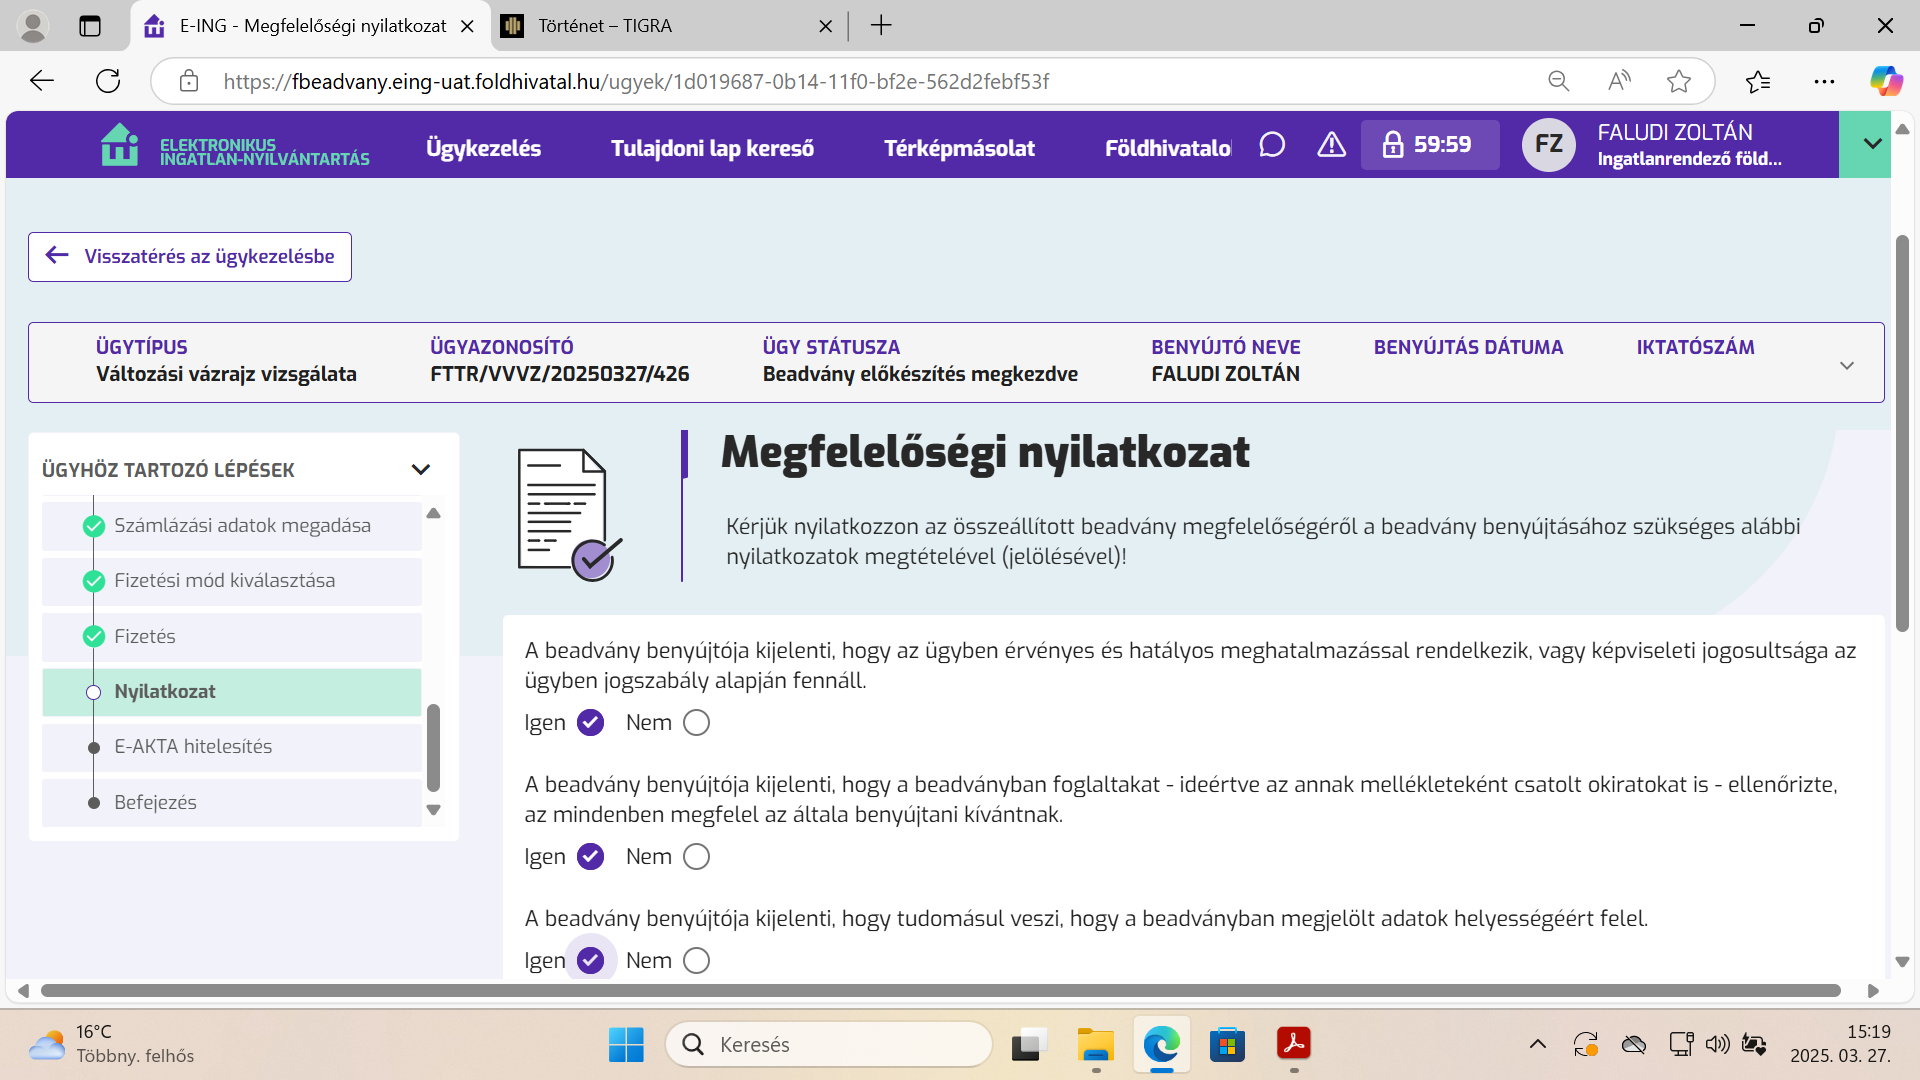 E-ING - Megfelelőségi nyilatkozat
Történet – TIGRA
https://fbeadvany.eing-uat.foldhivatal.hu/ugyek/1d019687-0b14-11f0-bf2e-562d2febf53f
ELEKTRONIKUS
INGATLAN-NYILVÁNTARTÁS
Ügykezelés
Tulajdoni lap kereső
Térképmásolat
Földhivatalo
59:59
FZ
FALUDI ZOLTÁN
Ingatlanrendező föld...
Visszatérés az ügykezelésbe
ÜGYTÍPUS
Változási vázrajz vizsgálata
ÜGYAZONOSÍTÓ
FTTR/VVVZ/20250327/426
ÜGY STÁTUSZA
Beadvány előkészítés megkezdve
BENYÚJTÓ NEVE
FALUDI ZOLTÁN
BENYÚJTÁS DÁTUMA
IKTATÓSZÁM
ÜGYHÖZ TARTOZÓ LÉPÉSEK
Számlázási adatok megadása
Fizetési mód kiválasztása
Fizetés
Nyilatkozat
E-AKTA hitelesítés
Befejezés
Megfelelőségi nyilatkozat
Kérjük nyilatkozzon az összeállított beadvány megfelelőségéről a beadvány benyújtásához szükséges alábbi
nyilatkozatok megtételével (jelölésével)!
A beadvány benyújtója kijelenti, hogy az ügyben érvényes és hatályos meghatalmazással rendelkezik, vagy képviseleti jogosultsága az
ügyben jogszabály alapján fennáll.
Igen Nem
A beadvány benyújtója kijelenti, hogy a beadványban foglaltakat - ideértve az annak mellékleteként csatolt okiratokat is - ellenőrizte,
az mindenben megfelel az általa benyújtani kívántnak.
Igen Nem
A beadvány benyújtója kijelenti, hogy tudomásul veszi, hogy a beadványban megjelölt adatok helyességéért felel.
Igen Nem
16°C
Többny. felhős
Keresés
15:19
2025. 03. 27.